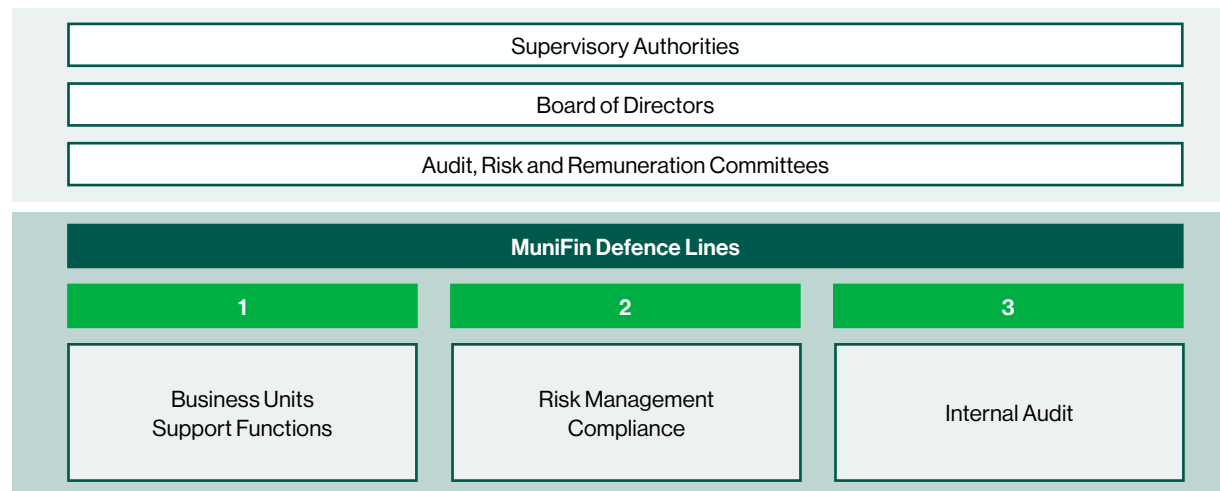 Supervisory Authorities
Board of Directors
Audit, Risk and Remuneration Committees
MuniFin Defence Lines
1
2
3
Business Units
Support Functions
Risk Management
Compliance
Internal Audit